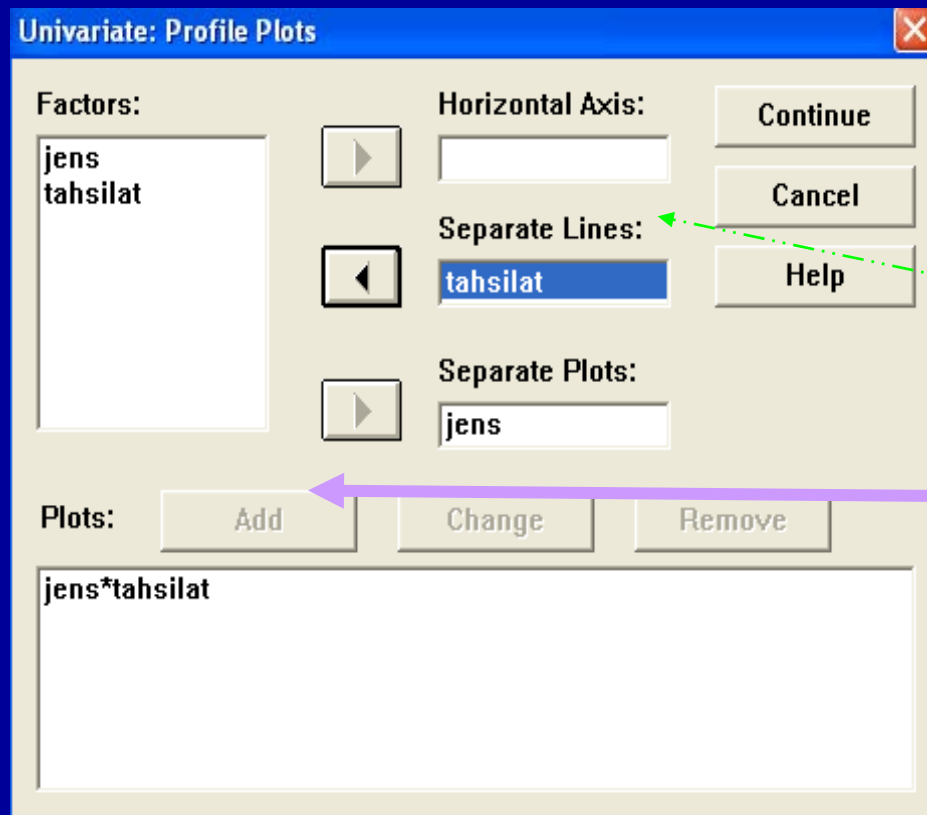 Univariate: Profile Plots
Factors:
jens
tahsilat
Horizontal Axis:
Separate Lines:
tahsilat
Separate Plots:
jens
Continue
Cancel
Help
Plots:
Add
Change
Remove
jens*tahsilat